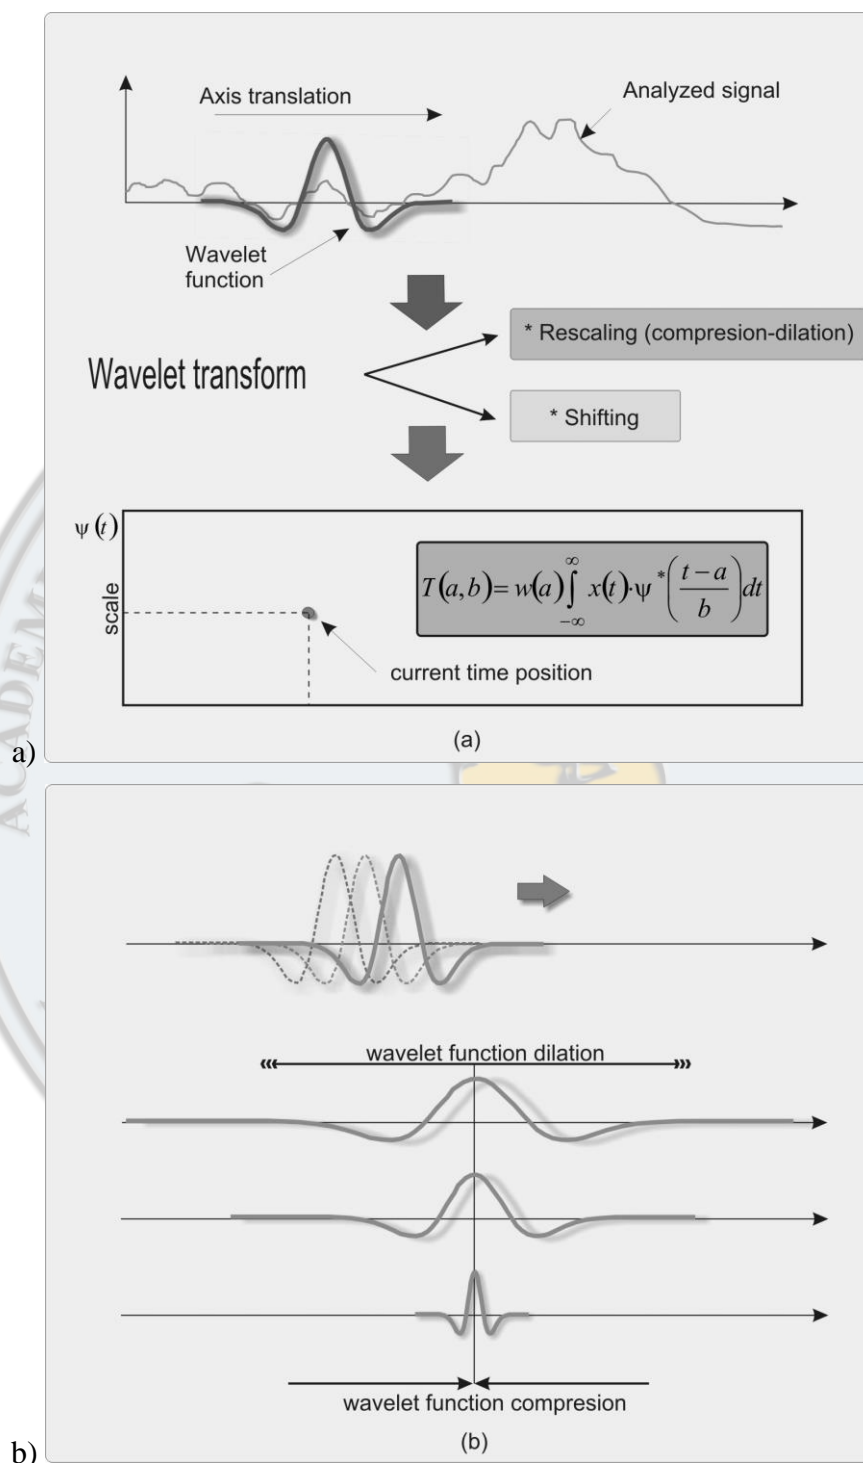 Axis translation
Analyzed signal
Wavelet
function
* Rescaling (compresion-dilation)
Wavelet transform
* Shifting
ψ(t)
T(a,b)=w(a)∫_{-∞}^{∞} x(t)·ψ*((t-a)/b)dt
scale
current time position
(a)
a)
ACADEM
wavelet function dilation
wavelet function compresion
(b)
b)